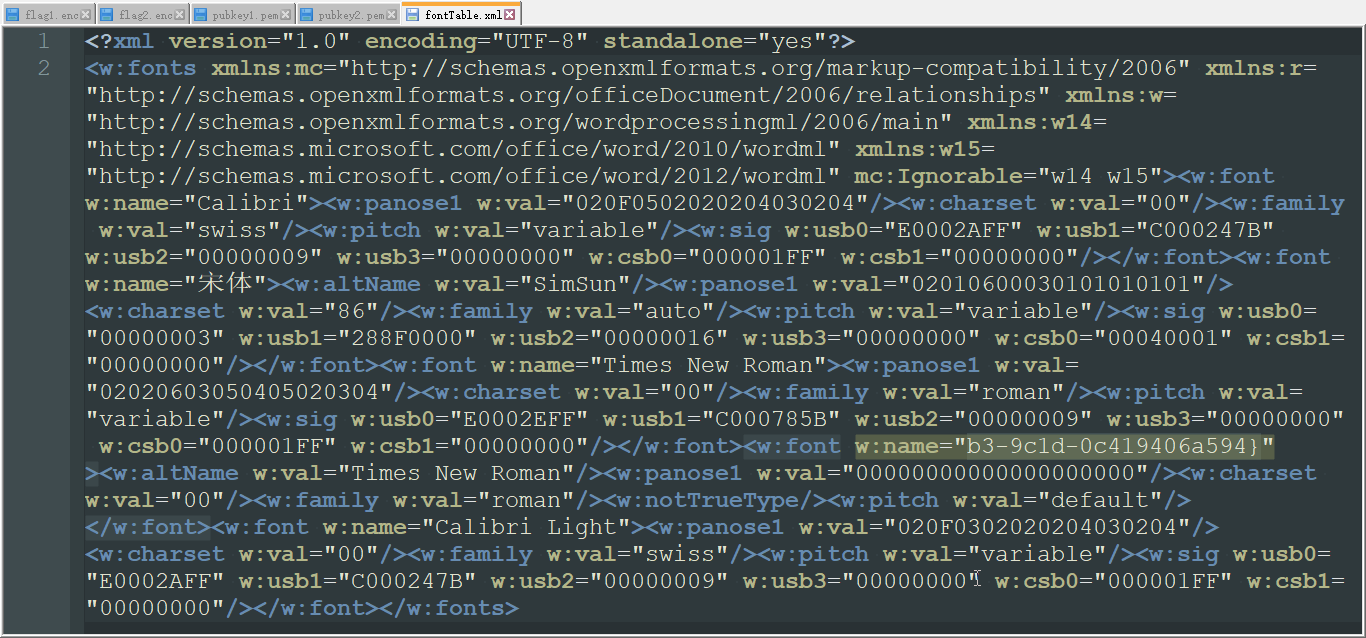 flag1.enc flag2.enc pubkey1.pem pubkey2.pem fontTable.xml
1 <?xml version="1.0" encoding="UTF-8" standalone="yes"?>
2 <w:fonts xmlns:mc="http://schemas.openxmlformats.org/markup-compatibility/2006" xmlns:r=
"http://schemas.openxmlformats.org/officeDocument/2006/relationships" xmlns:w=
"http://schemas.openxmlformats.org/wordprocessingml/2006/main" xmlns:w14=
"http://schemas.microsoft.com/office/word/2010/wordml" xmlns:w15=
"http://schemas.microsoft.com/office/word/2012/wordml" mc:Ignorable="w14 w15"><w:font
w:name="Calibri"><w:panose1 w:val="020F0502020204030204"/><w:charset w:val="00"/><w:family
w:val="swiss"/><w:pitch w:val="variable"/><w:sig w:usb0="E0002AFF" w:usb1="C000247B"
w:usb2="00000009" w:usb3="00000000" w:csb0="000001FF" w:csb1="00000000"/></w:font><w:font
w:name="宋体"><w:altName w:val="SimSun"/><w:panose1 w:val="02010600030101010101"/>
<w:charset w:val="86"/><w:family w:val="auto"/><w:pitch w:val="variable"/><w:sig w:usb0=
"00000003" w:usb1="288F0000" w:usb2="00000016" w:usb3="00000000" w:csb0="00040001" w:csb1=
"00000000"/></w:font><w:font w:name="Times New Roman"><w:panose1 w:val=
"02020603050405020304"/><w:charset w:val="00"/><w:family w:val="roman"/><w:pitch w:val=
"variable"/><w:sig w:usb0="E0002EFF" w:usb1="C000785B" w:usb2="00000009" w:usb3="00000000"
w:csb0="000001FF" w:csb1="00000000"/></w:font><w:font w:name="b3-9c1d-0c419406a594}"
><w:altName w:val="Times New Roman"/><w:panose1 w:val="00000000000000000000"/><w:charset
w:val="00"/><w:family w:val="roman"/><w:notTrueType/><w:pitch w:val="default"/>
</w:font><w:font w:name="Calibri Light"><w:panose1 w:val="020F0302020204030204"/>
<w:charset w:val="00"/><w:family w:val="swiss"/><w:pitch w:val="variable"/><w:sig w:usb0=
"E0002AFF" w:usb1="C000247B" w:usb2="00000009" w:usb3="00000000" w:csb0="000001FF" w:csb1=
"00000000"/></w:font></w:fonts>